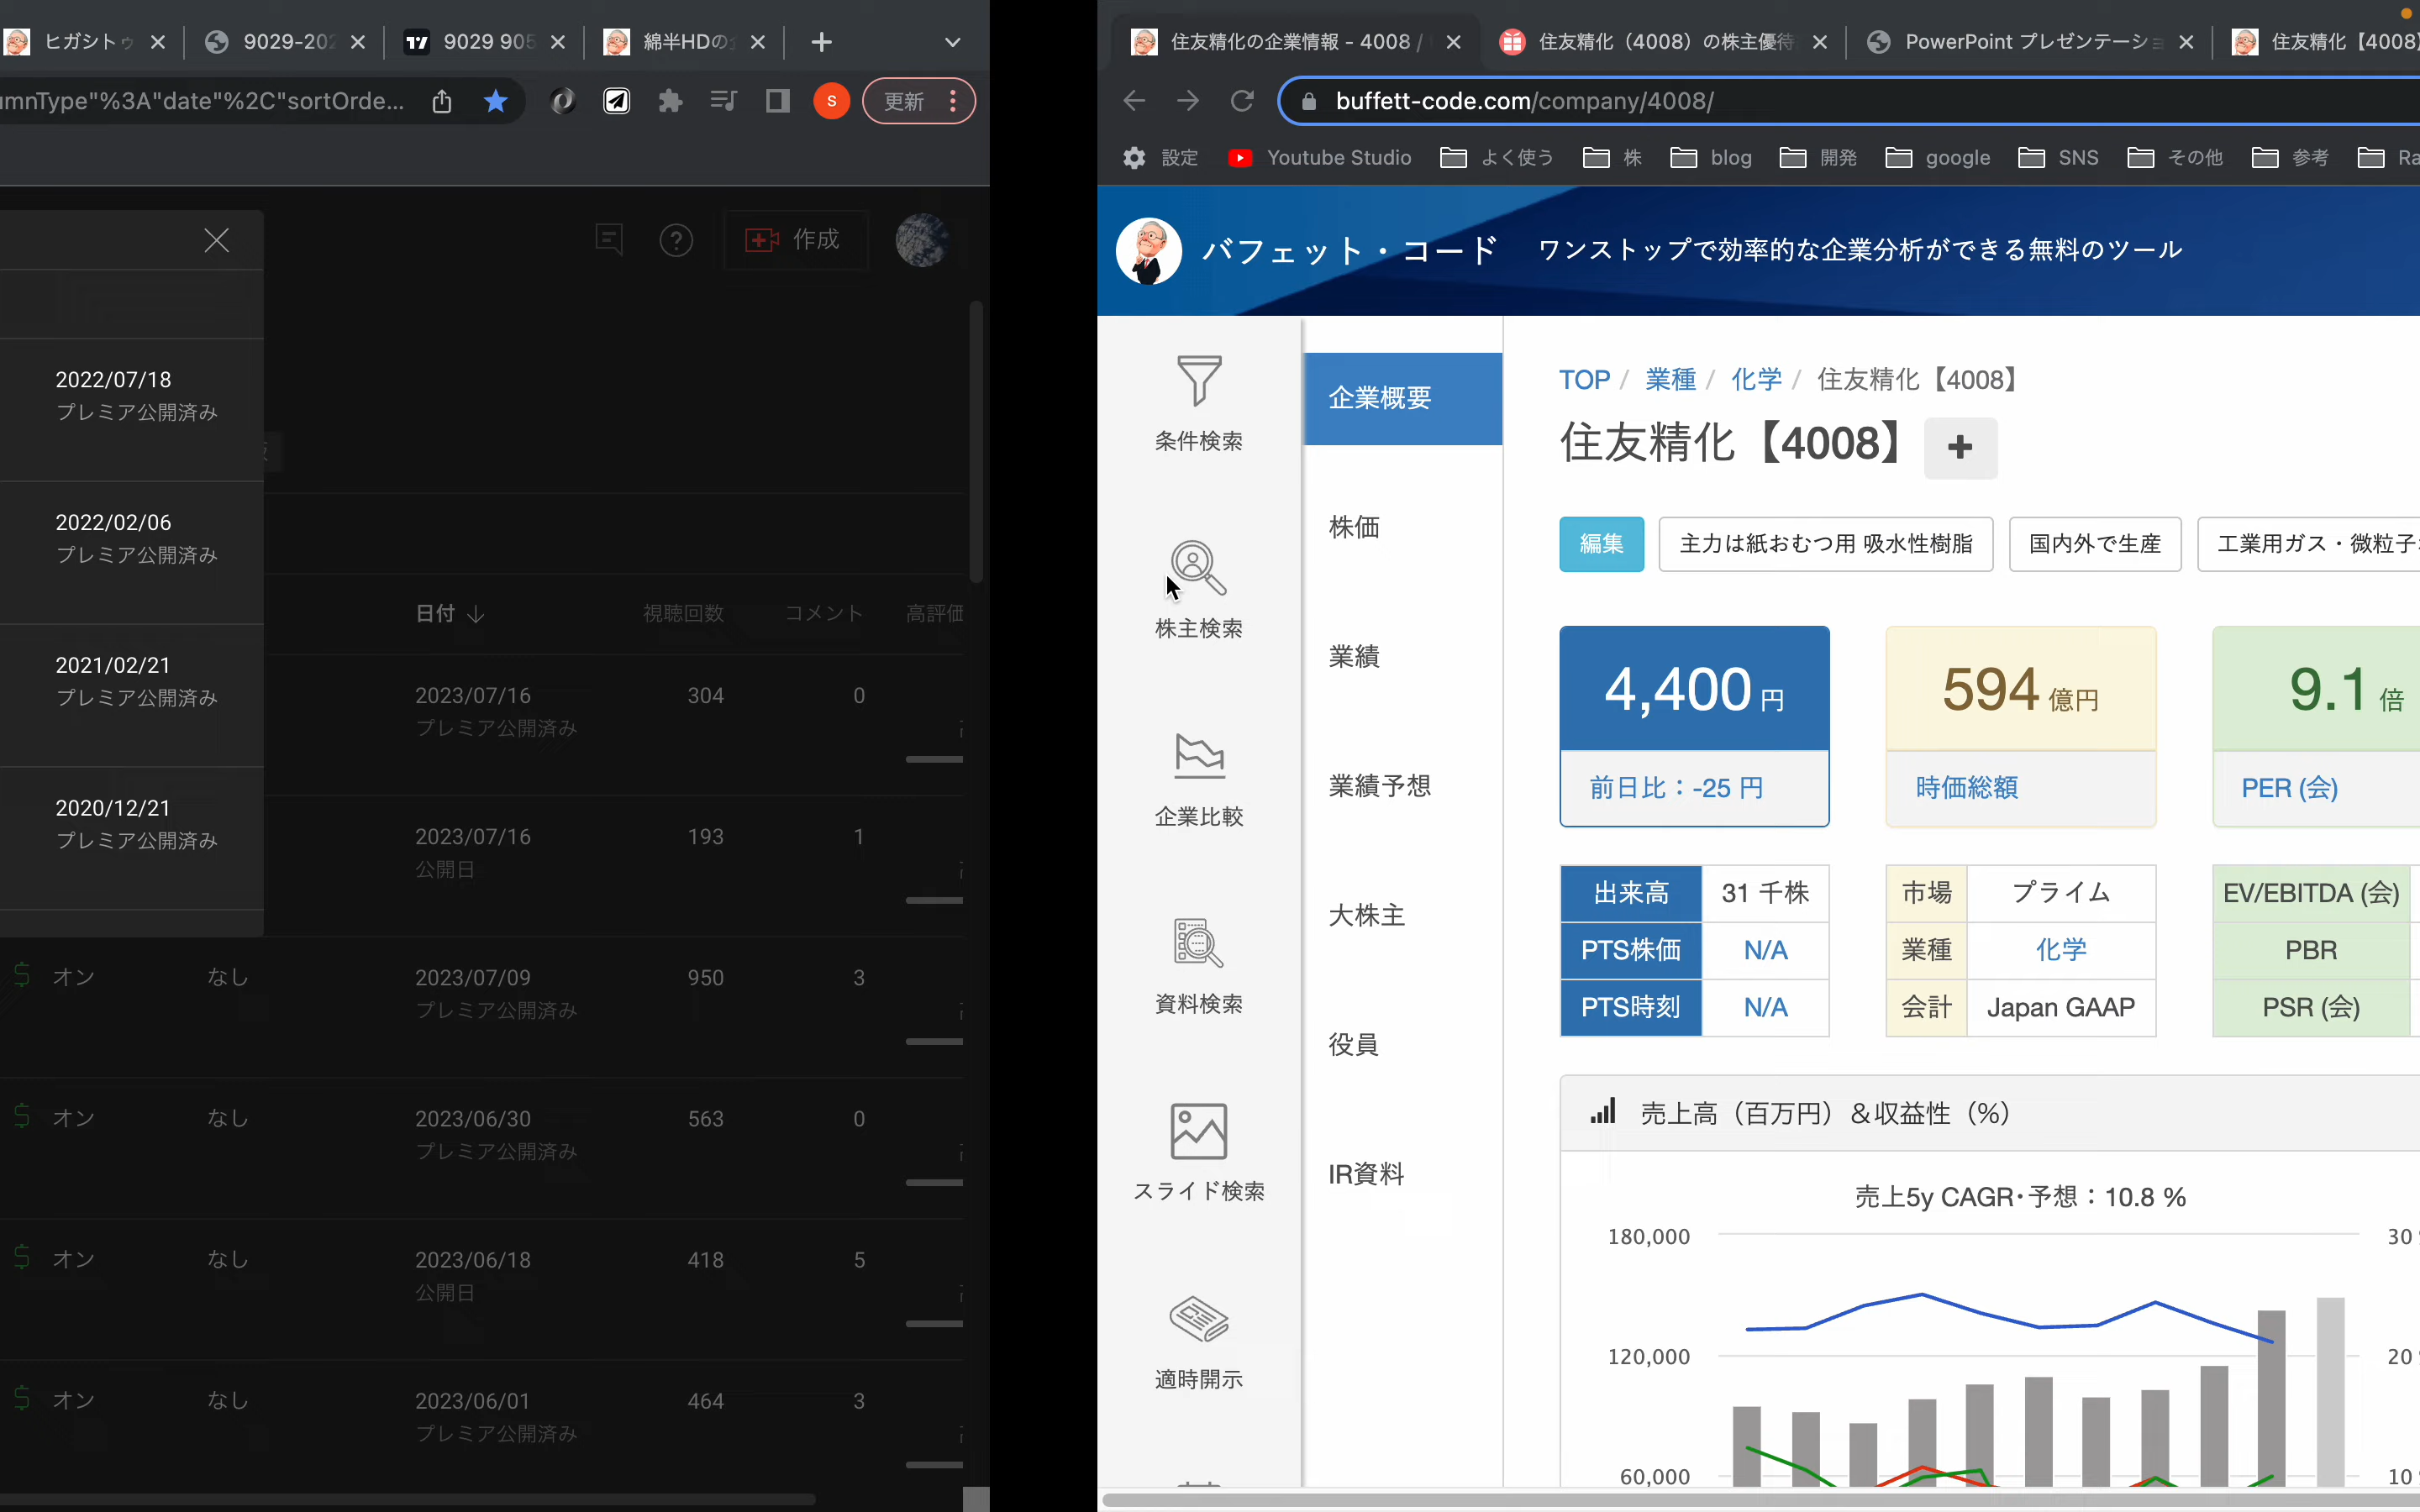 ヒガシトゥ
9029-202
9029 905
綿半HDの
mnType"%3A"date"%2C"sortOrde...
S
更新
作成
2022/07/18
プレミア公開済み
2022/02/06
プレミア公開済み
2021/02/21
プレミア公開済み
2020/12/21
プレミア公開済み
日付 視聴回数 コメント 高評価
2023/07/16 304 0
プレミア公開済み
2023/07/16 193 1
公開日
オン なし 2023/07/09 950 3
プレミア公開済み
オン なし 2023/06/30 563 0
プレミア公開済み
オン なし 2023/06/18 418 5
公開日
オン なし 2023/06/01 464 3
プレミア公開済み
住友精化の企業情報 - 4008 /
住友精化（4008）の株主優待
PowerPoint プレゼンテーショ
住友精化【4008】
buffett-code.com/company/4008/
設定 Youtube Studio よく使う 株 blog 開発 google SNS その他 参考 Ra
バフェット・コード ワンストップで効率的な企業分析ができる無料のツール
条件検索
株主検索
企業比較
資料検索
スライド検索
適時開示
企業概要
株価
業績
業績予想
大株主
役員
IR資料
TOP / 業種 / 化学 / 住友精化【4008】
住友精化【4008】 +
編集 主力は紙おむつ用 吸水性樹脂 国内外で生産 工業用ガス・微粒子
4,400 円
前日比：-25 円
594 億円
時価総額
9.1 倍
PER (会)
出来高 31 千株
PTS株価 N/A
PTS時刻 N/A
市場 プライム
業種 化学
会計 Japan GAAP
EV/EBITDA (会)
PBR
PSR (会)
売上高（百万円）＆収益性（%）
売上5y CAGR・予想：10.8 %
180,000 30
120,000 20
60,000 10